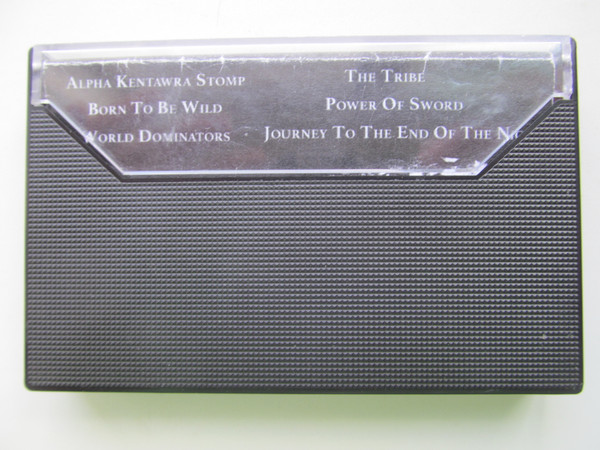 Alpha Kentawra Stomp
Born To Be Wild
World Dominators
The Tribe
Power Of Sword
Journey To The End Of The